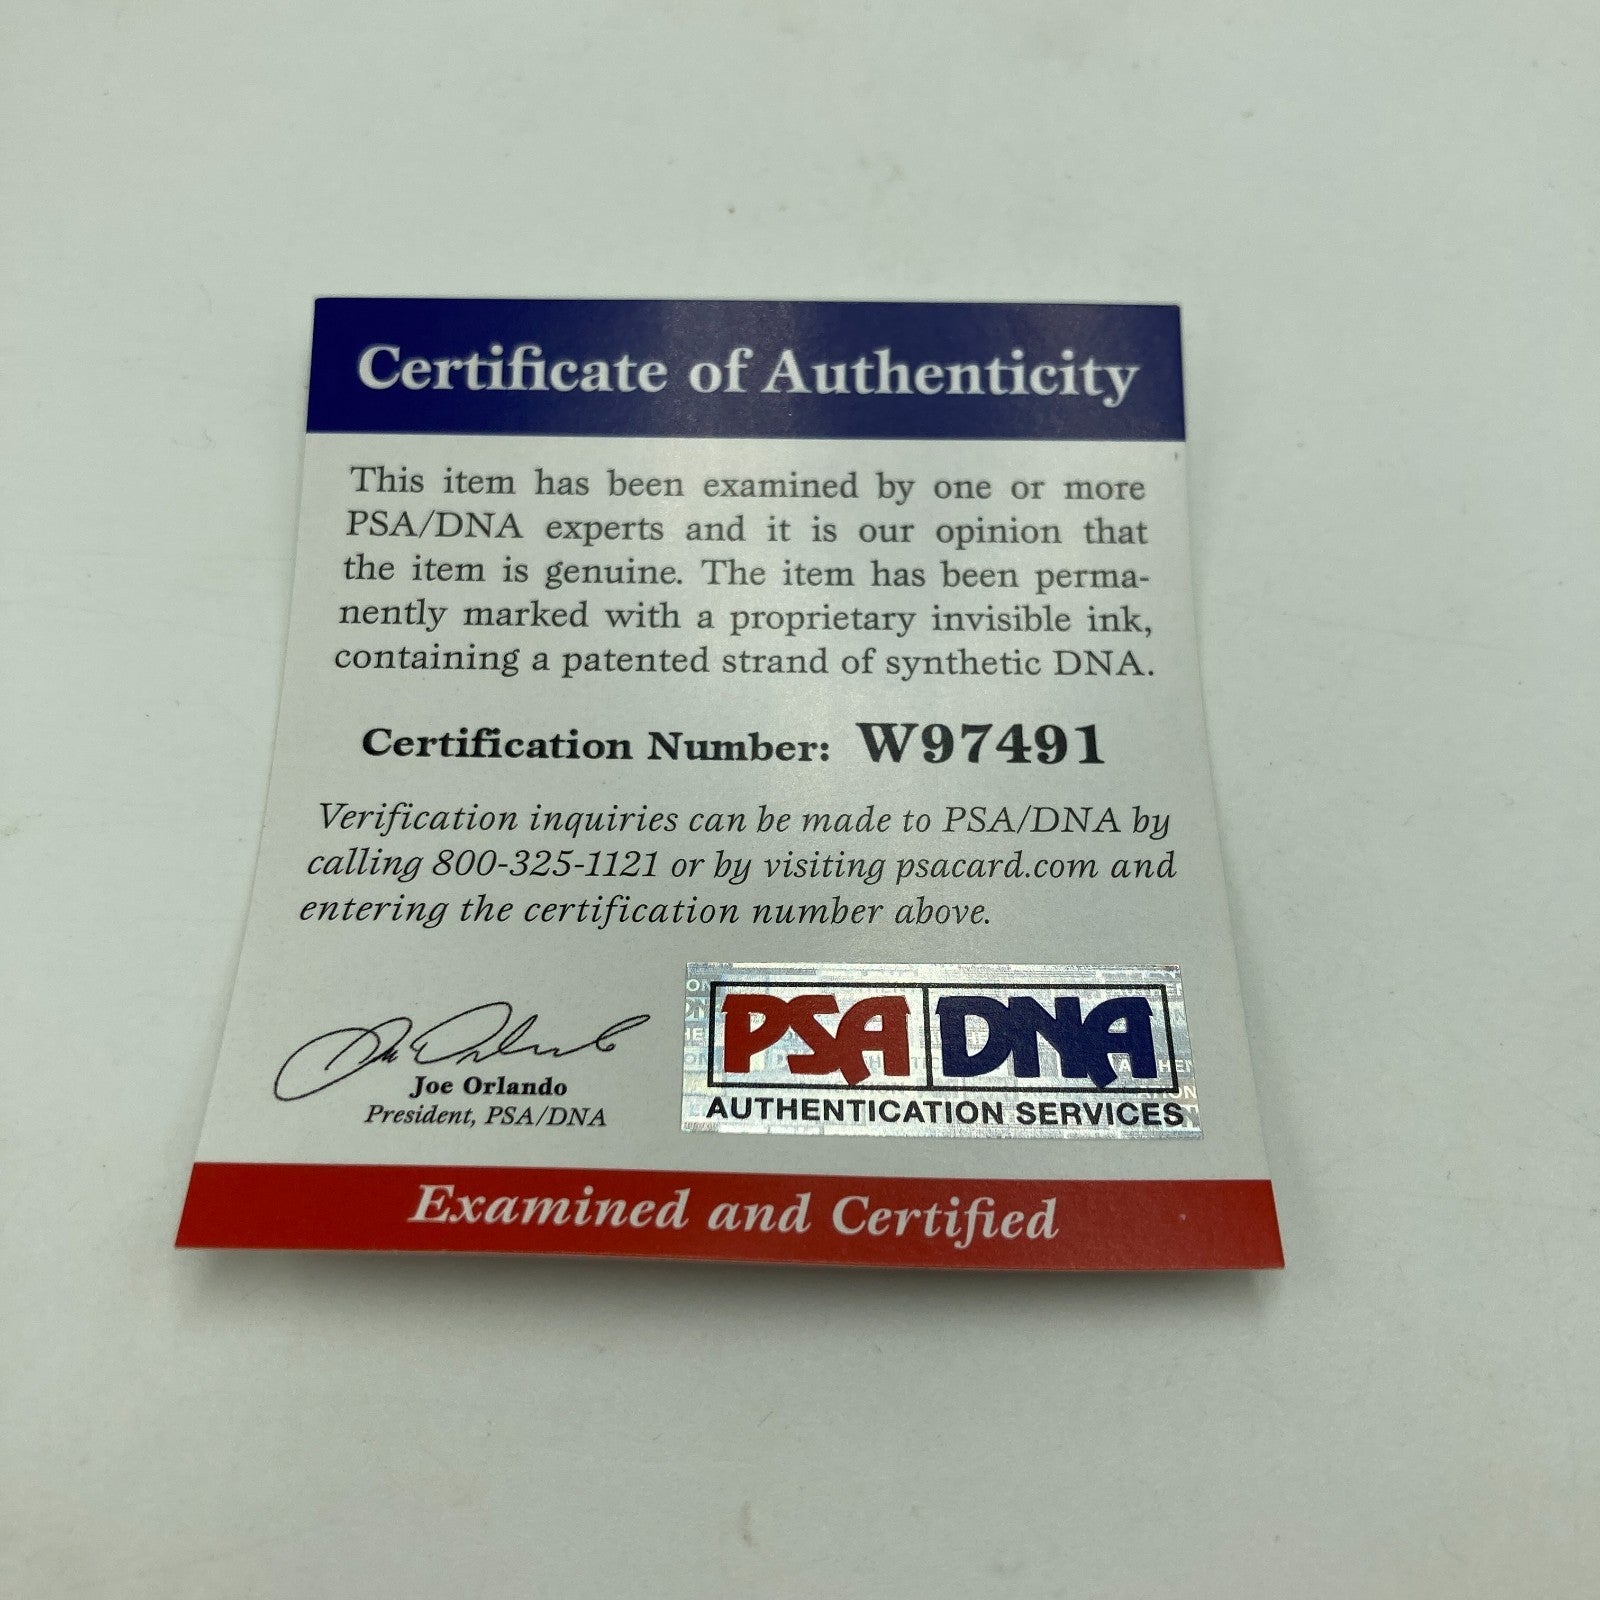 Certificate of Authenticity
This item has been examined by one or more
PSA/DNA experts and it is our opinion that
the item is genuine. The item has been perma-
nently marked with a proprietary invisible ink,
containing a patented strand of synthetic DNA.
Certification Number: W97491
Verification inquiries can be made to PSA/DNA by
calling 800-325-1121 or by visiting psacard.com and
entering the certification number above.
Joe Orlando
President, PSA/DNA
PSA DNA
AUTHENTICATION SERVICES
Examined and Certified